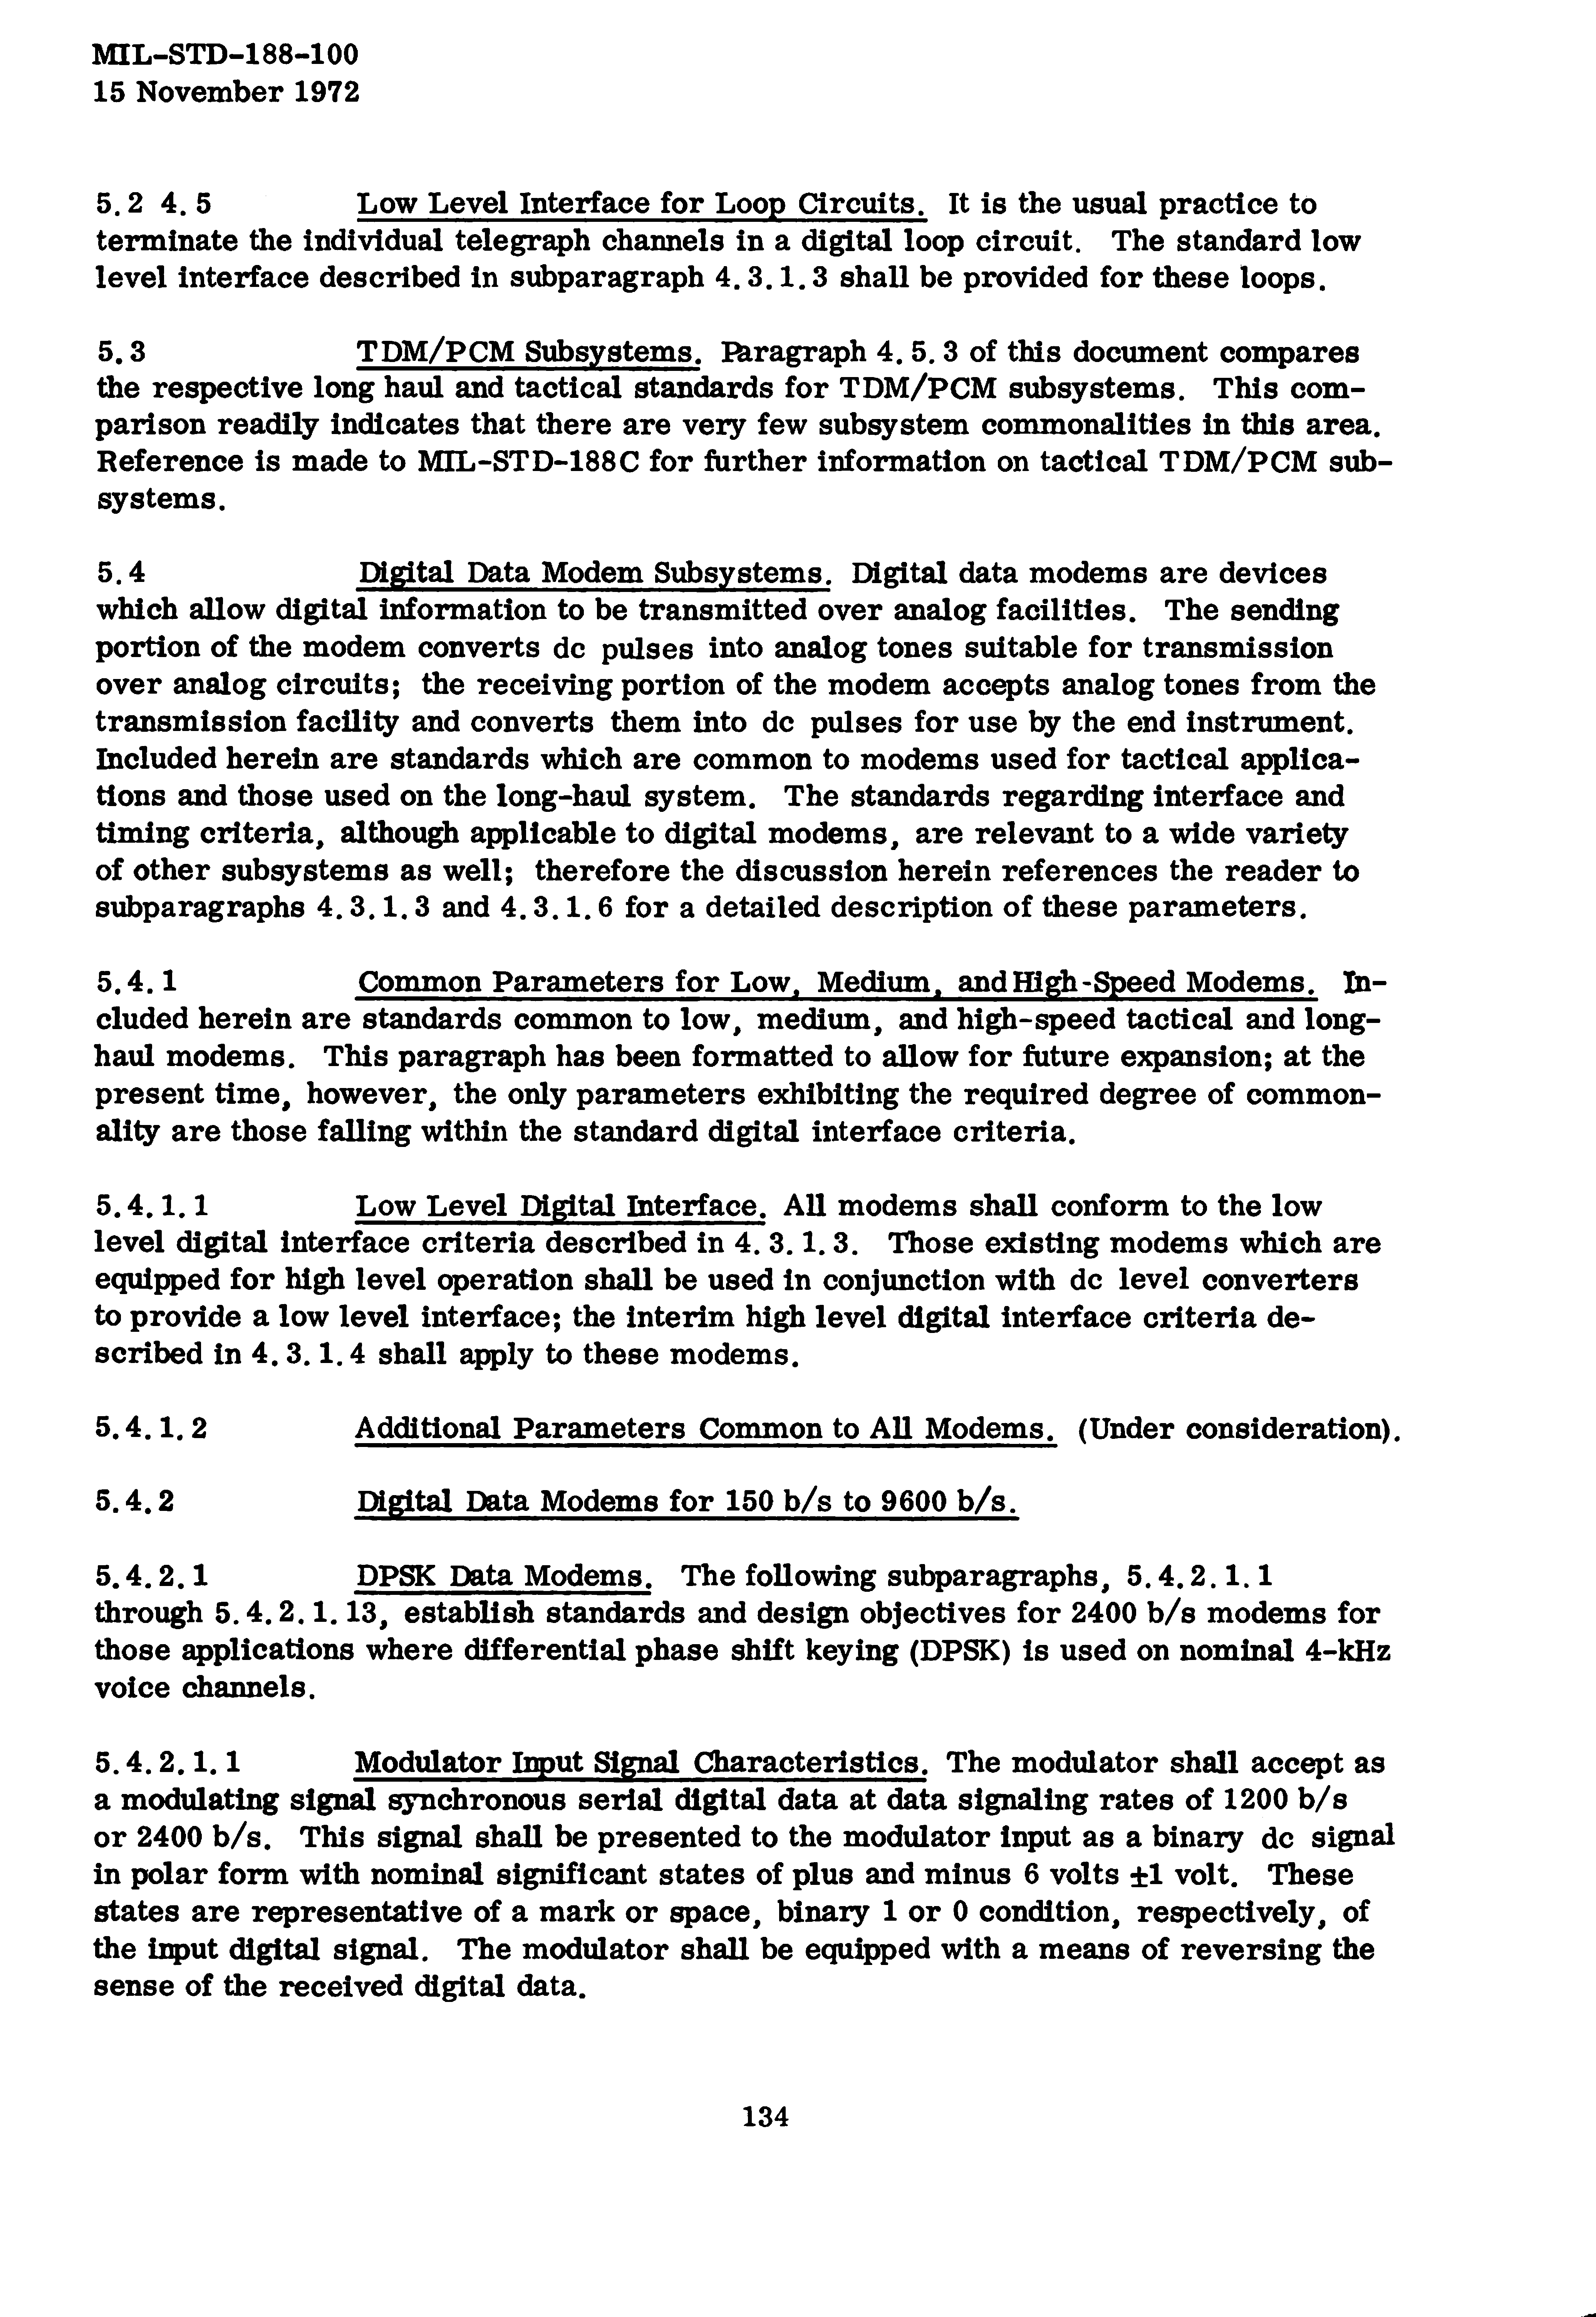 MIL-STD-188-100
15 November 1972
5.2 4.5 Low Level Interface for Loop Circuits. It is the usual practice to
terminate the individual telegraph channels in a digital loop circuit. The standard low
level interface described in subparagraph 4.3.1.3 shall be provided for these loops.
5.3 TDM/PCM Subsystems. Paragraph 4.5.3 of this document compares
the respective long haul and tactical standards for TDM/PCM subsystems. This com-
parison readily indicates that there are very few subsystem commonalities in this area.
Reference is made to MIL-STD-188C for further information on tactical TDM/PCM sub-
systems.
5.4 Digital Data Modem Subsystems. Digital data modems are devices
which allow digital information to be transmitted over analog facilities. The sending
portion of the modem converts dc pulses into analog tones suitable for transmission
over analog circuits; the receiving portion of the modem accepts analog tones from the
transmission facility and converts them into dc pulses for use by the end instrument.
Included herein are standards which are common to modems used for tactical applica-
tions and those used on the long-haul system. The standards regarding interface and
timing criteria, although applicable to digital modems, are relevant to a wide variety
of other subsystems as well; therefore the discussion herein references the reader to
subparagraphs 4.3.1.3 and 4.3.1.6 for a detailed description of these parameters.
5.4.1 Common Parameters for Low, Medium, and High-Speed Modems. In-
cluded herein are standards common to low, medium, and high-speed tactical and long-
haul modems. This paragraph has been formatted to allow for future expansion; at the
present time, however, the only parameters exhibiting the required degree of common-
ality are those falling within the standard digital interface criteria.
5.4.1.1 Low Level Digital Interface. All modems shall conform to the low
level digital interface criteria described in 4.3.1.3. Those existing modems which are
equipped for high level operation shall be used in conjunction with dc level converters
to provide a low level interface; the interim high level digital interface criteria de-
scribed in 4.3.1.4 shall apply to these modems.
5.4.1.2 Additional Parameters Common to All Modems. (Under consideration).
5.4.2 Digital Data Modems for 150 b/s to 9600 b/s.
5.4.2.1 DPSK Data Modems. The following subparagraphs, 5.4.2.1.1
through 5.4.2.1.13, establish standards and design objectives for 2400 b/s modems for
those applications where differential phase shift keying (DPSK) is used on nominal 4-kHz
voice channels.
5.4.2.1.1 Modulator Input Signal Characteristics. The modulator shall accept as
a modulating signal synchronous serial digital data at data signaling rates of 1200 b/s
or 2400 b/s. This signal shall be presented to the modulator input as a binary dc signal
in polar form with nominal significant states of plus and minus 6 volts ±1 volt. These
states are representative of a mark or space, binary 1 or 0 condition, respectively, of
the input digital signal. The modulator shall be equipped with a means of reversing the
sense of the received digital data.
134